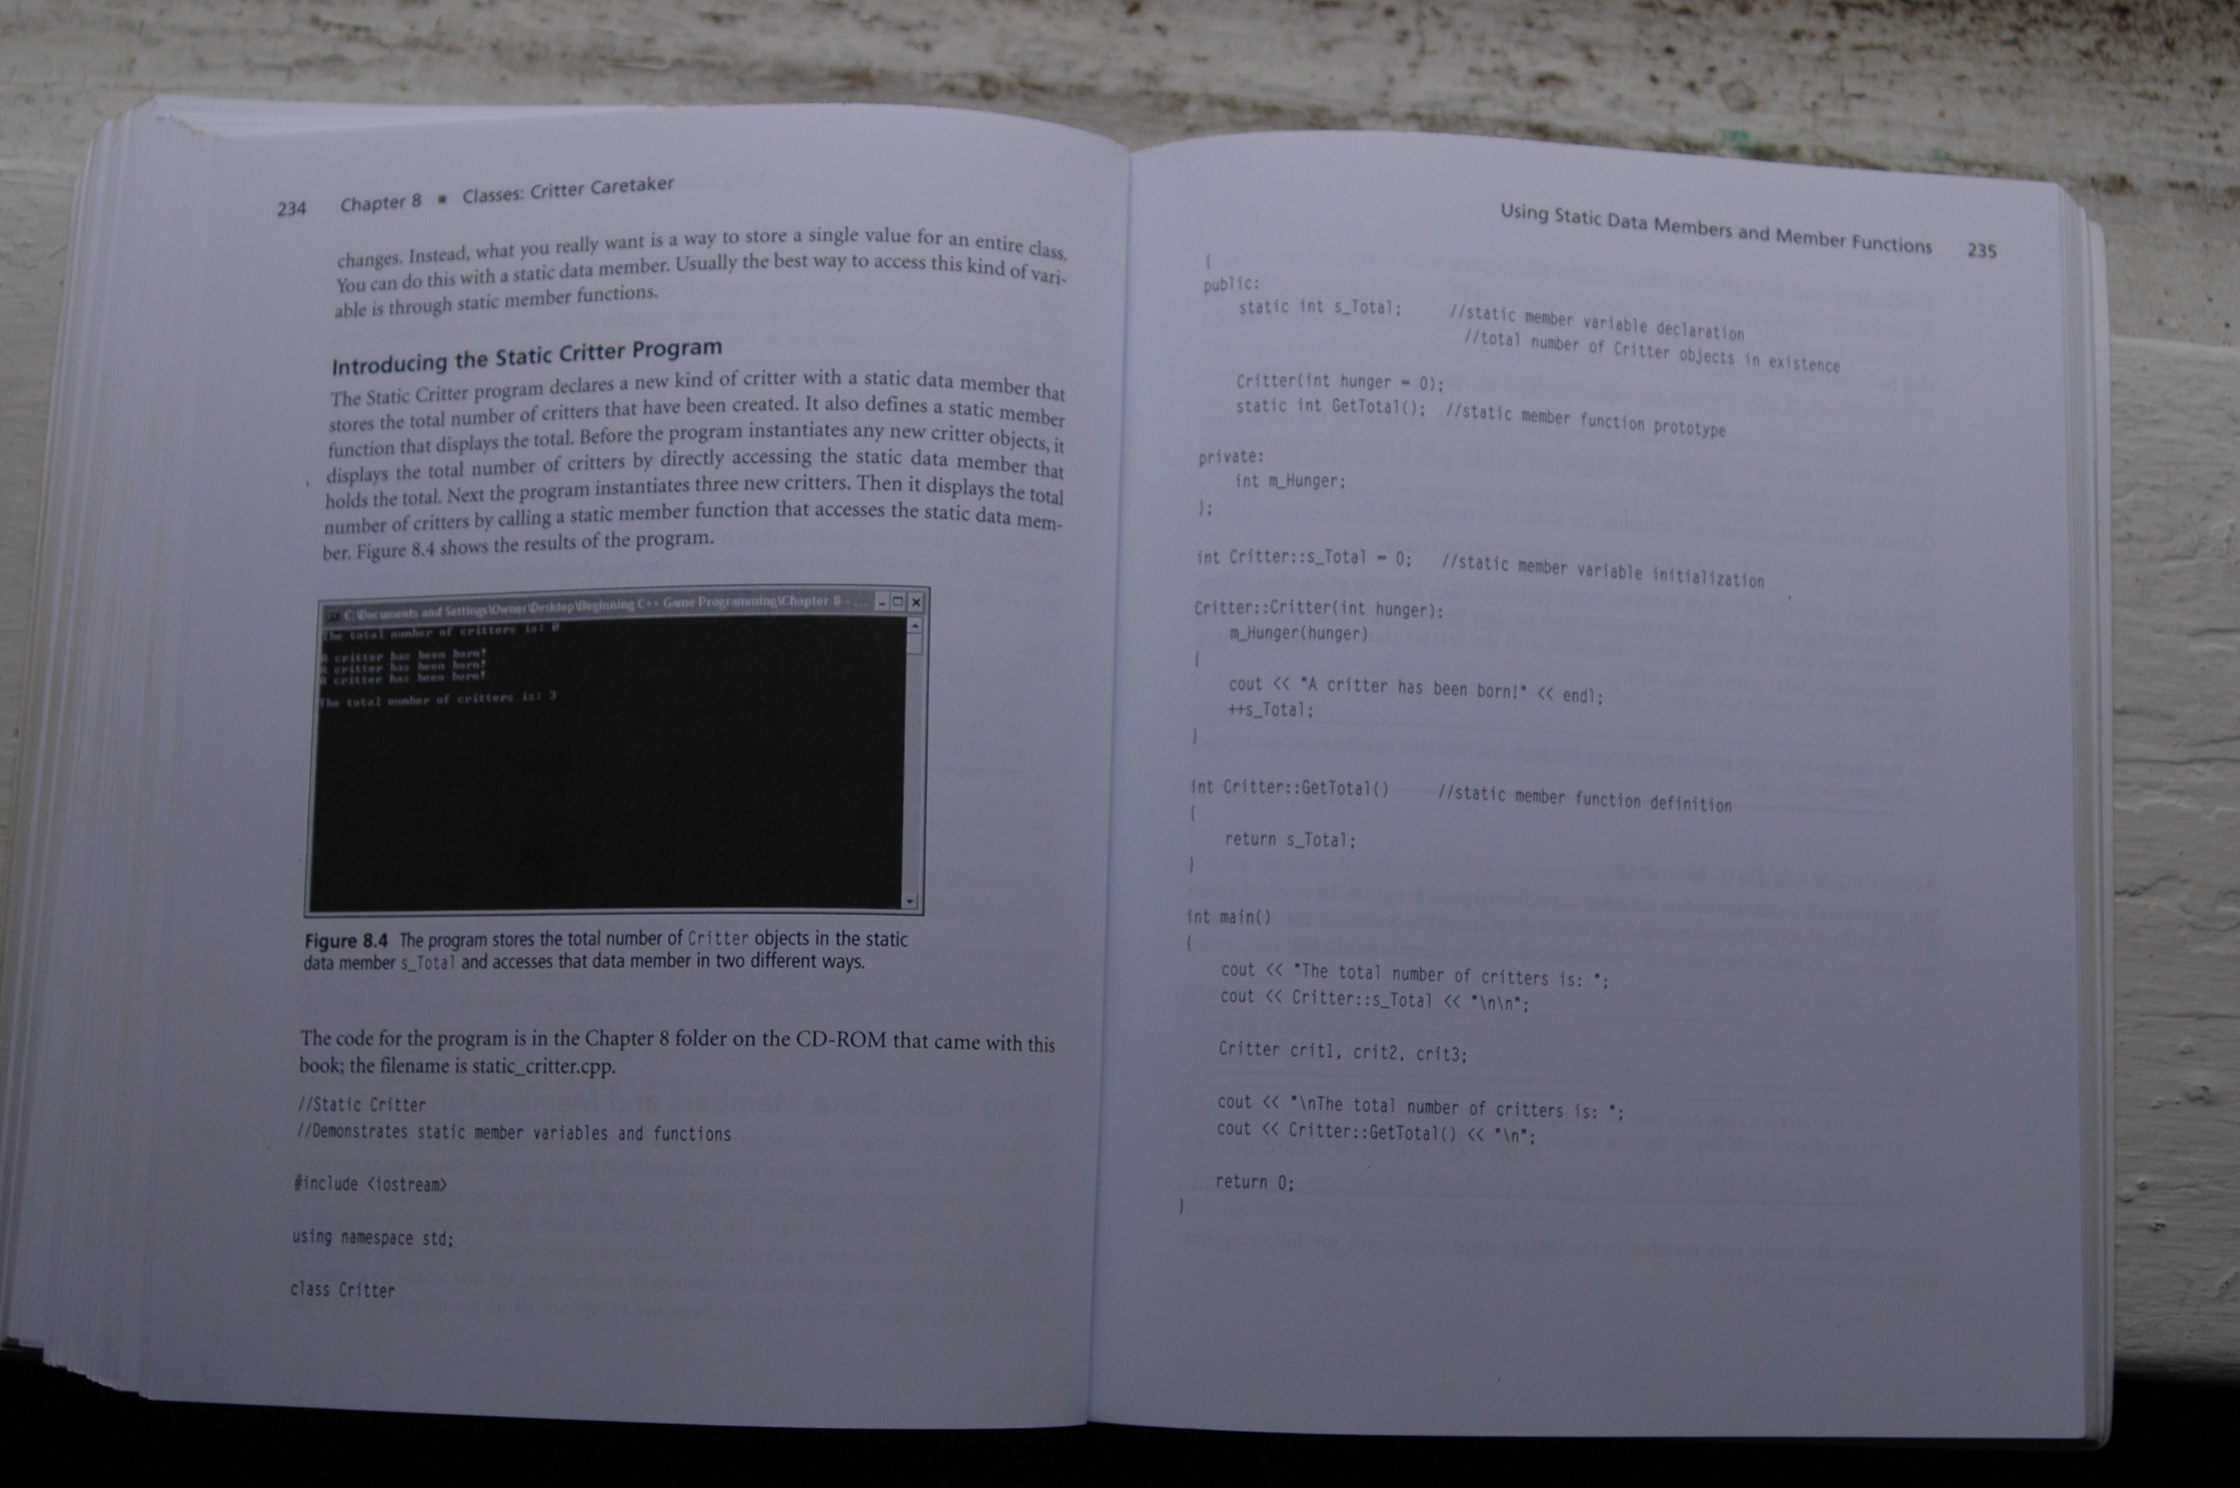 234 Chapter 8 ■ Classes: Critter Caretaker
changes. Instead, what you really want is a way to store a single value for an entire class.
You can do this with a static data member. Usually the best way to access this kind of vari-
able is through static member functions.
Introducing the Static Critter Program
The Static Critter program declares a new kind of critter with a static data member that
stores the total number of critters that have been created. It also defines a static member
function that displays the total. Before the program instantiates any new critter objects, it
displays the total number of critters by directly accessing the static data member that
holds the total. Next the program instantiates three new critters. Then it displays the total
number of critters by calling a static member function that accesses the static data mem-
ber. Figure 8.4 shows the results of the program.
C:\Documents and Settings\Owner\Desktop\Beginning C++ Game Programming\Chapter 8 - ...
The total number of critters is: 0
A critter has been born!
A critter has been born!
A critter has been born!
The total number of critters is: 3
Figure 8.4 The program stores the total number of Critter objects in the static
data member s_Total and accesses that data member in two different ways.
The code for the program is in the Chapter 8 folder on the CD-ROM that came with this
book; the filename is static_critter.cpp.
//Static Critter
//Demonstrates static member variables and functions
#include <iostream>
using namespace std;
class Critter
Using Static Data Members and Member Functions 235
{
public:
static int s_Total; //static member variable declaration
//total number of Critter objects in existence
Critter(int hunger = 0);
static int GetTotal(); //static member function prototype
private:
int m_Hunger;
};
int Critter::s_Total = 0; //static member variable initialization
Critter::Critter(int hunger):
m_Hunger(hunger)
{
cout << "A critter has been born!" << endl;
++s_Total;
}
int Critter::GetTotal() //static member function definition
{
return s_Total;
}
int main()
{
cout << "The total number of critters is: ";
cout << Critter::s_Total << "\n\n";
Critter crit1, crit2, crit3;
cout << "\nThe total number of critters is: ";
cout << Critter::GetTotal() << "\n";
return 0;
}